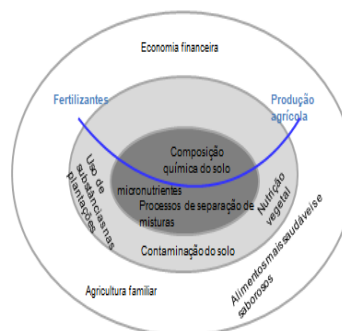 Economia financeira
Fertilizantes
Produção
agrícola
Composição
química do solo
micronutrientes
Processos de separação de
misturas
Uso de
substâncias nas
plantações
Nutrição
vegetal
Contaminação do solo
Agricultura familiar
Alimentos mais saudáveis e
saborosos